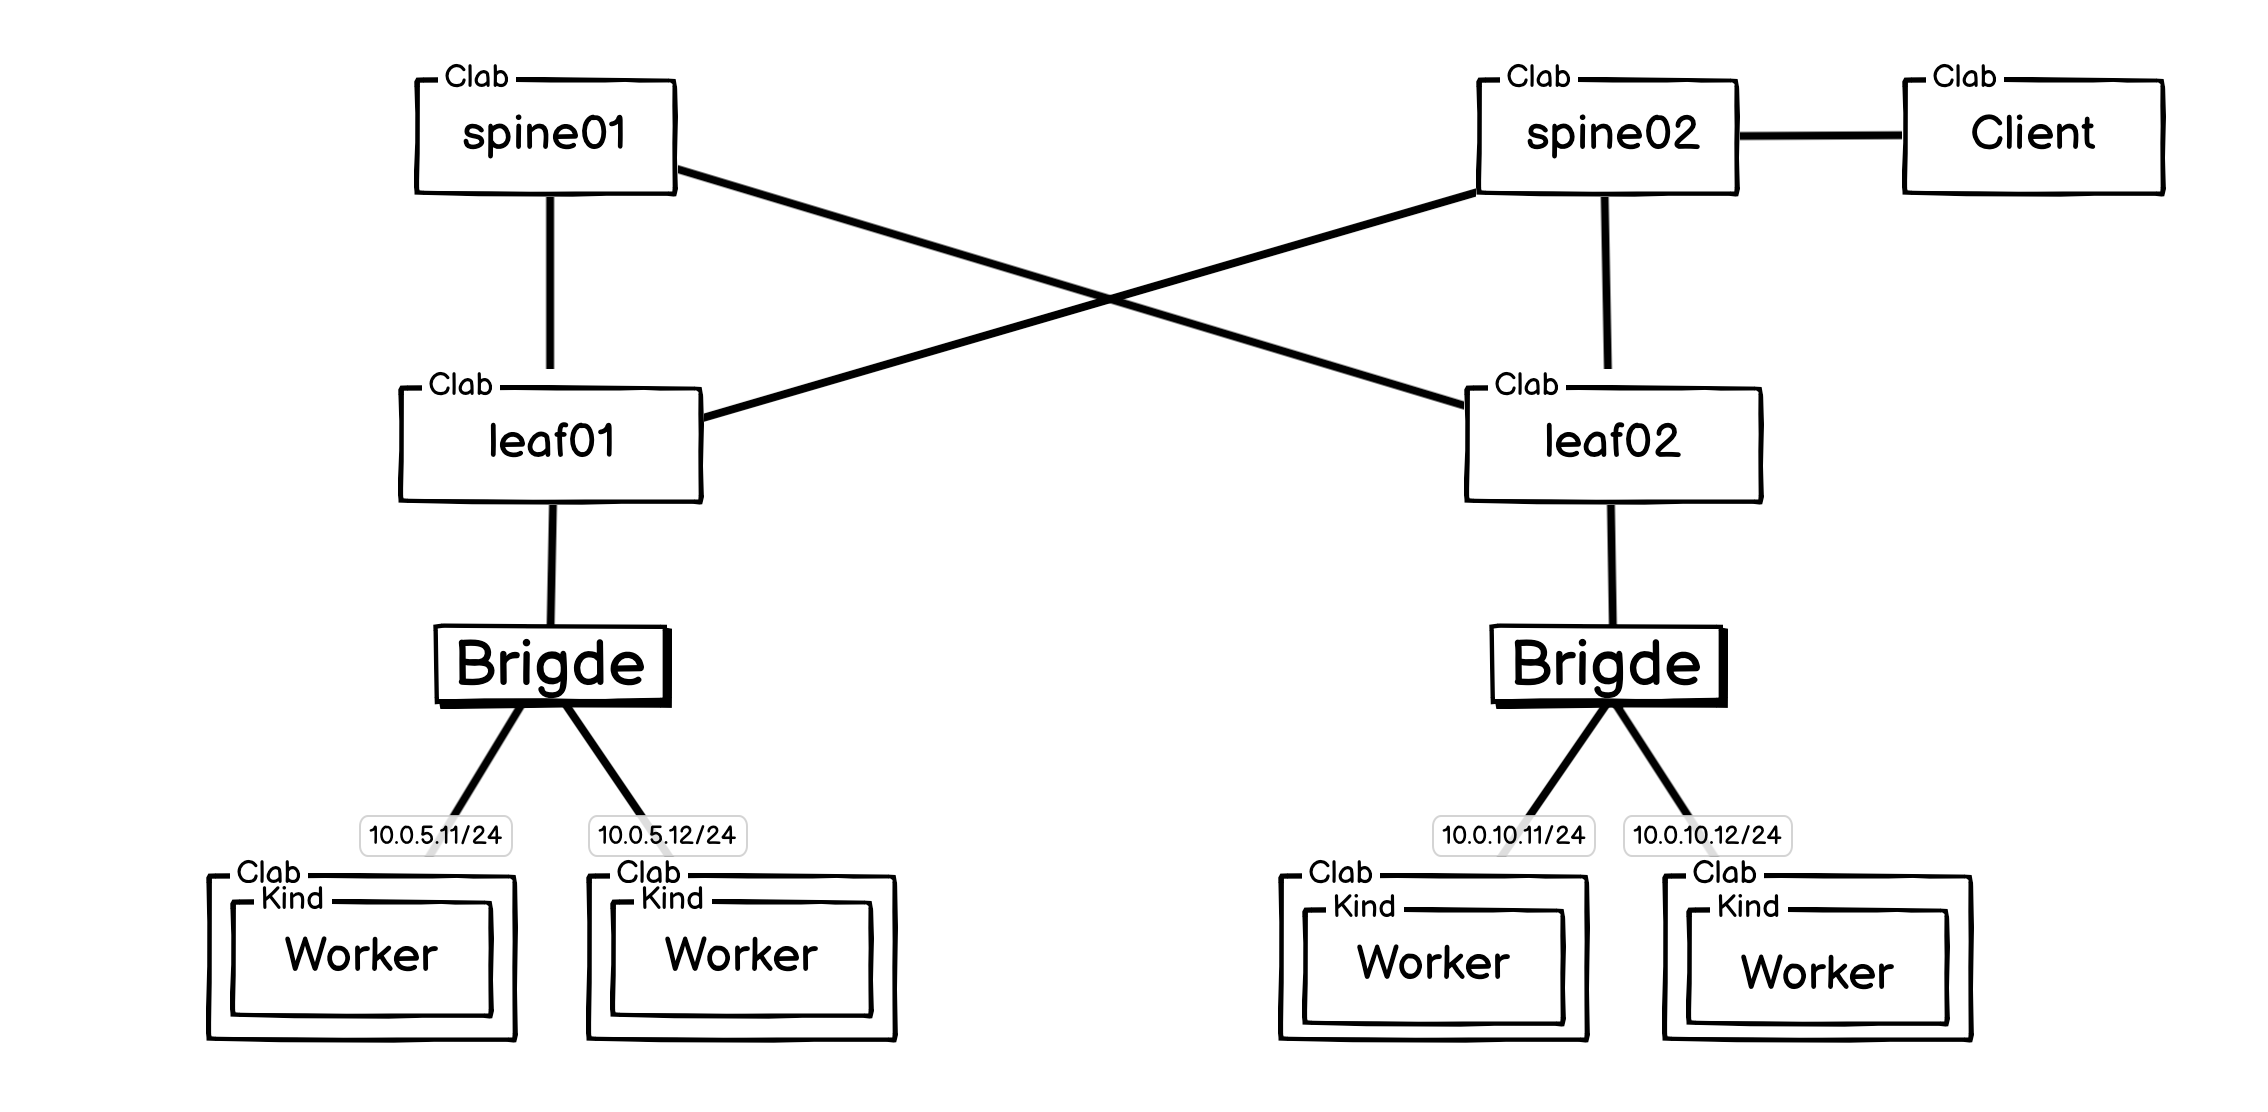 Clab
spine01
Clab
spine02
Clab
Client
Clab
leaf01
Clab
leaf02
Brigde
Brigde
10.0.5.11/24
10.0.5.12/24
10.0.10.11/24
10.0.10.12/24
Clab
Kind
Worker
Clab
Kind
Worker
Clab
Kind
Worker
Clab
Kind
Worker